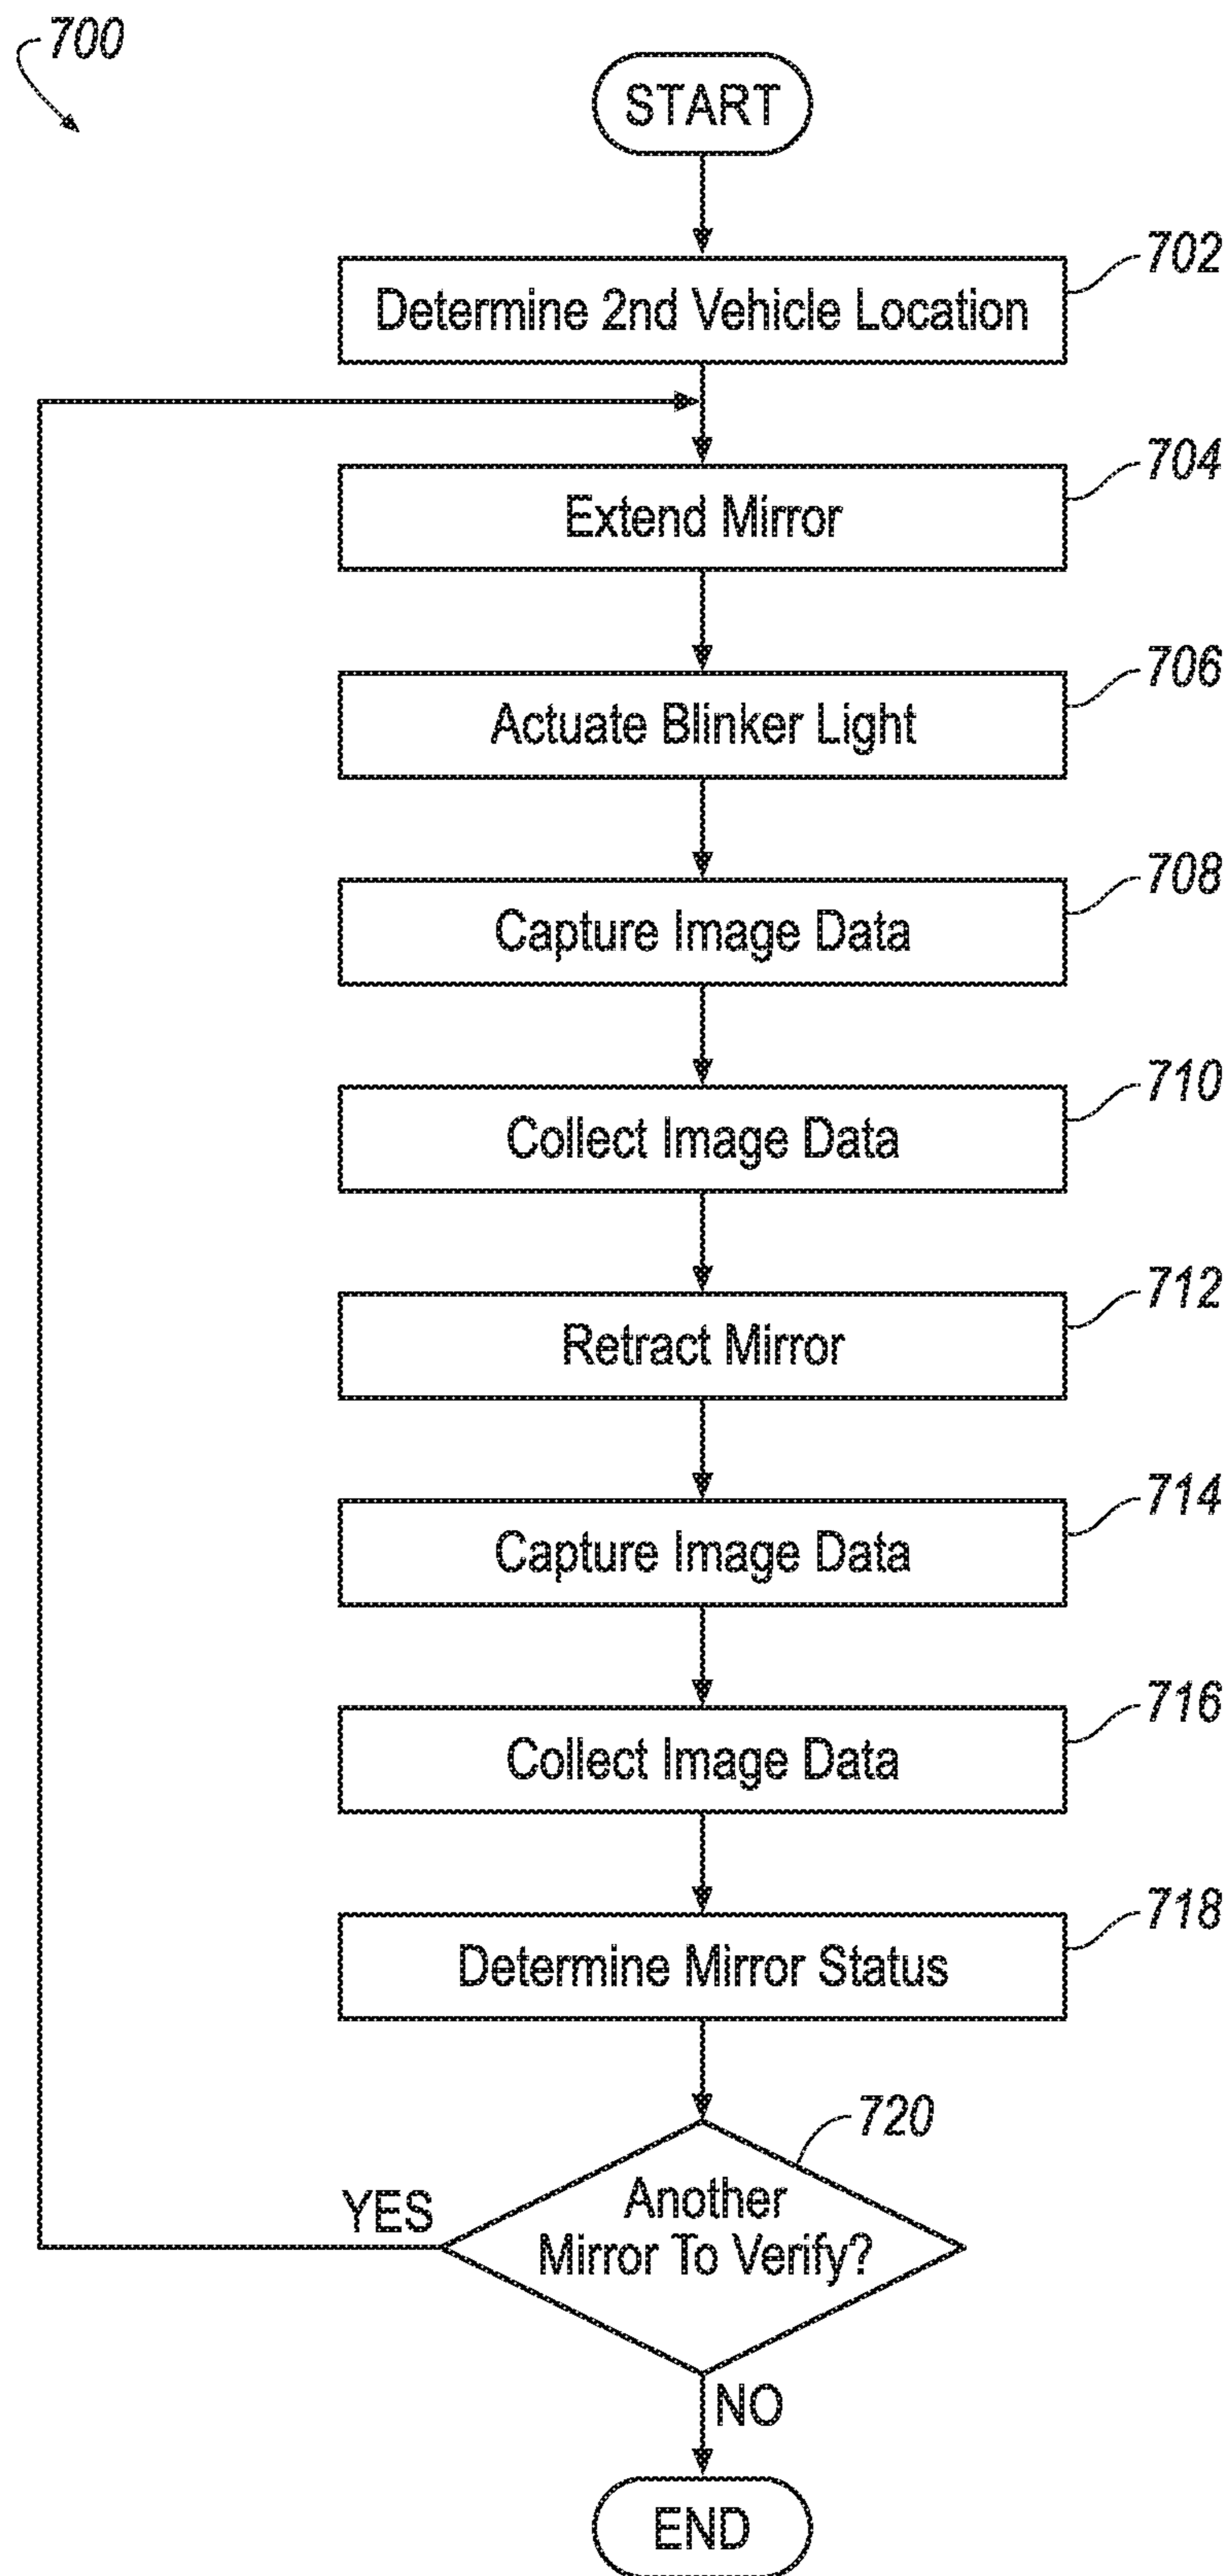 700
START
702
Determine 2nd Vehicle Location
704
Extend Mirror
706
Actuate Blinker Light
708
Capture Image Data
710
Collect Image Data
712
Retract Mirror
714
Capture Image Data
716
Collect Image Data
718
Determine Mirror Status
720
Another
Mirror To Verify?
YES
NO
END